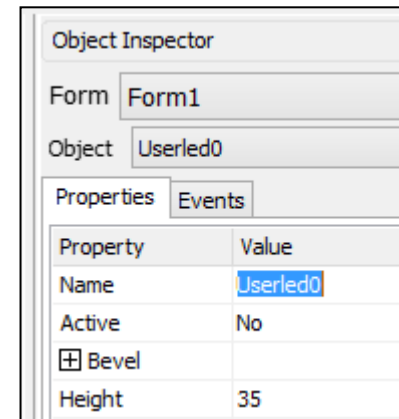 Object Inspector
Form Form1
Object Userled0
Properties Events
Property Value
Name Userled0
Active No
Bevel
Height 35